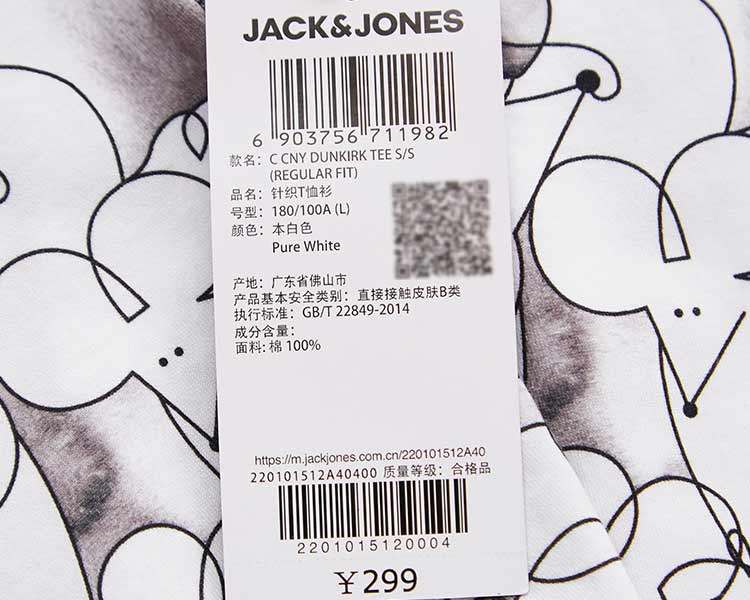 JACK&JONES
6 903756 711982
款名: C CNY DUNKIRK TEE S/S
(REGULAR FIT)
品名: 针织T恤衫
号型: 180/100A (L)
颜色: 本白色
Pure White
产地: 广东省佛山市
产品基本安全类别: 直接接触皮肤B类
执行标准: GB/T 22849-2014
成分含量:
面料: 棉 100%
https://m.jackjones.com.cn/220101512A40
220101512A40400 质量等级: 合格品
2201015120004
￥299